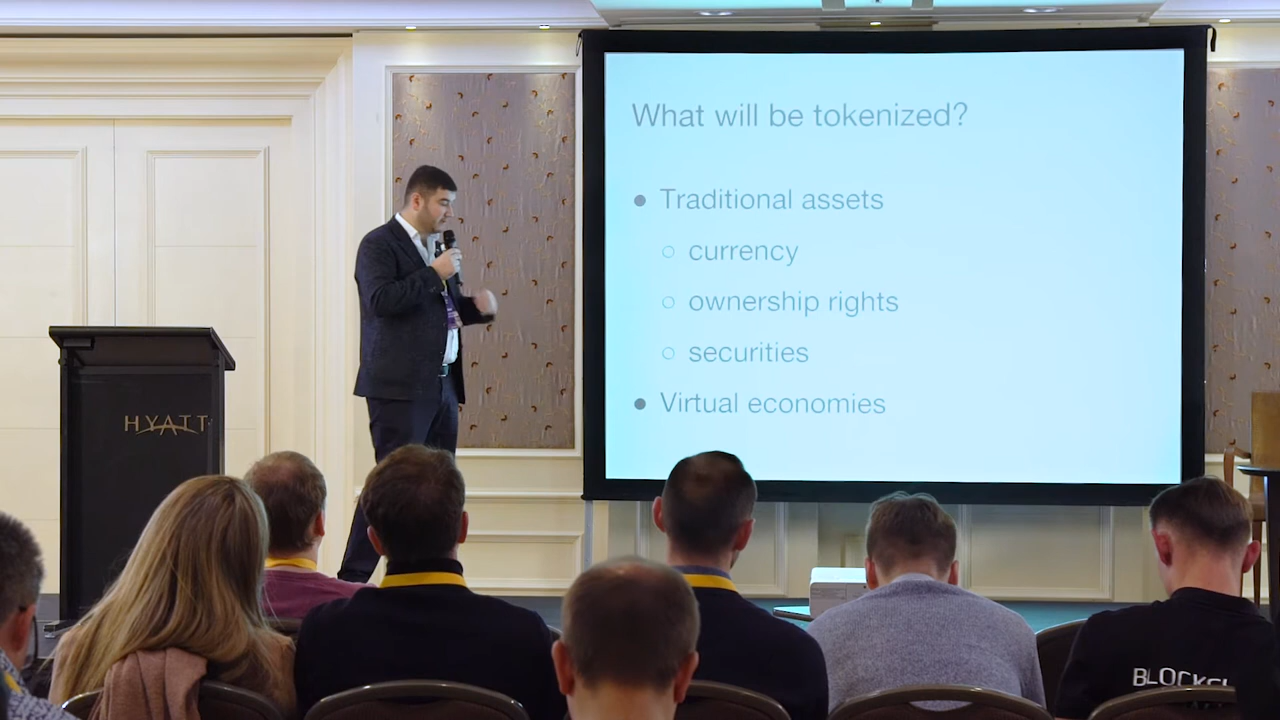 What will be tokenized?
Traditional assets
currency
ownership rights
securities
Virtual economies
HYATT